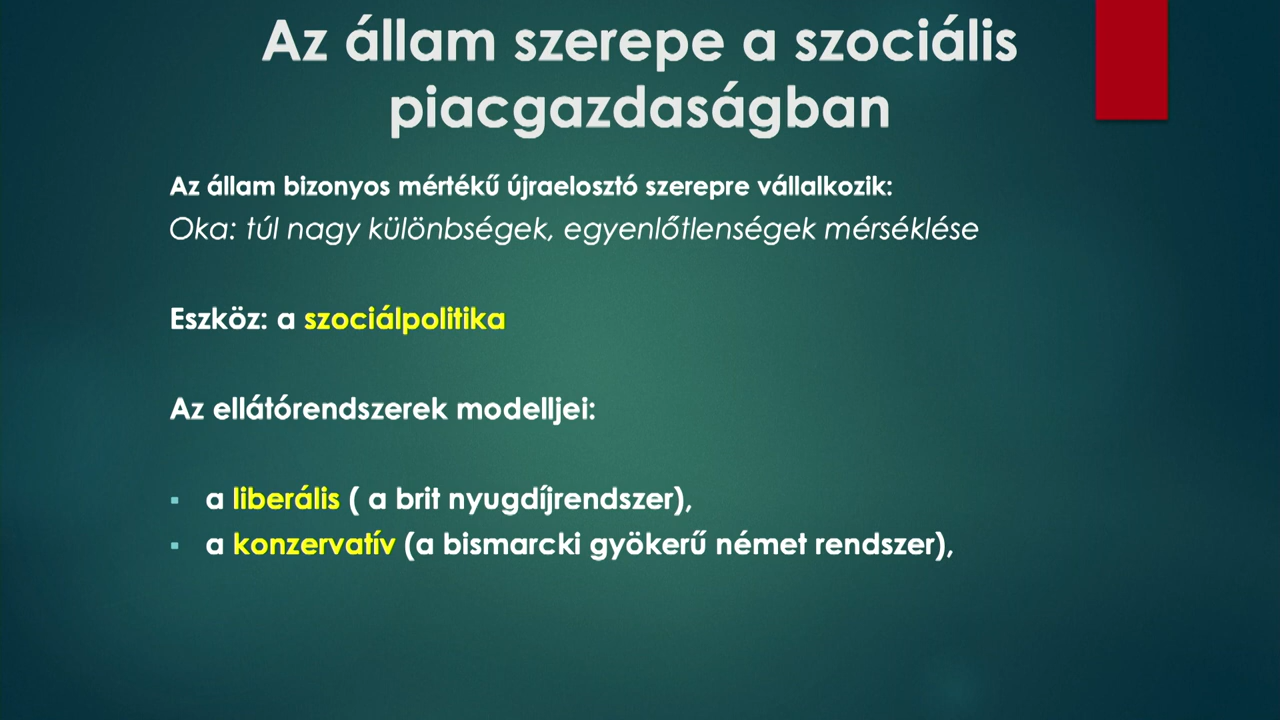 Az állam szerepe a szociális
piacgazdaságban
Az állam bizonyos mértékű újraelosztó szerepre vállalkozik:
Oka: túl nagy különbségek, egyenlőtlenségek mérséklése
Eszköz: a szociálpolitika
Az ellátórendszerek modelljei:
▪ a liberális ( a brit nyugdíjrendszer),
▪ a konzervatív (a bismarcki gyökerű német rendszer),